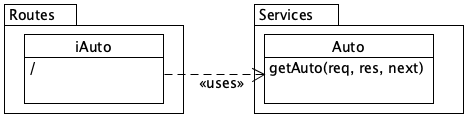 Routes
iAuto
/
«uses»
Services
Auto
getAuto(req, res, next)